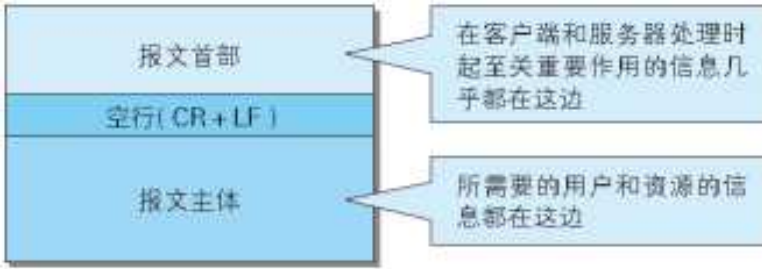 报文首部
在客户端和服务器处理时
起至关重要作用的信息几
乎都在这边
空行(CR+LF)
报文主体
所需要的用户和资源的信
息都在这边